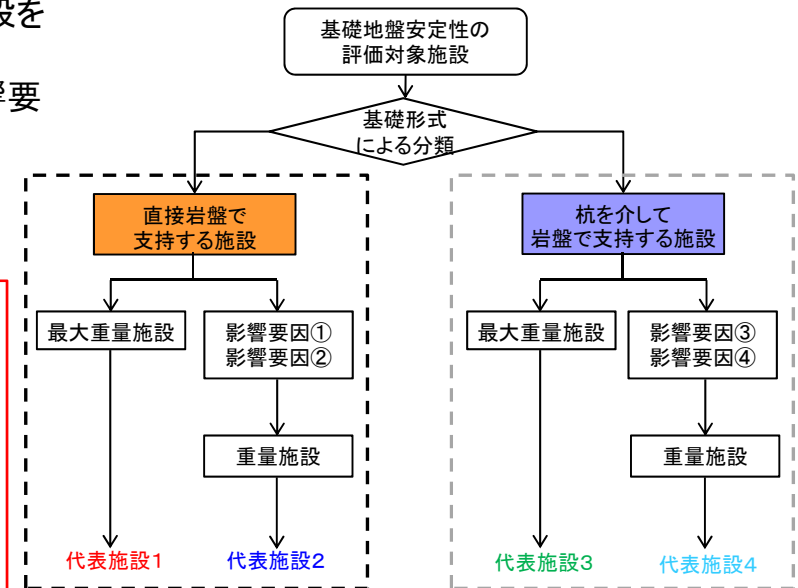 設を
響要
基礎地盤安定性の
評価対象施設
基礎形式
による分類
直接岩盤で
支持する施設
杭を介して
岩盤で支持する施設
最大重量施設
影響要因①
影響要因②
最大重量施設
影響要因③
影響要因④
重量施設
重量施設
代表施設1
代表施設2
代表施設3
代表施設4